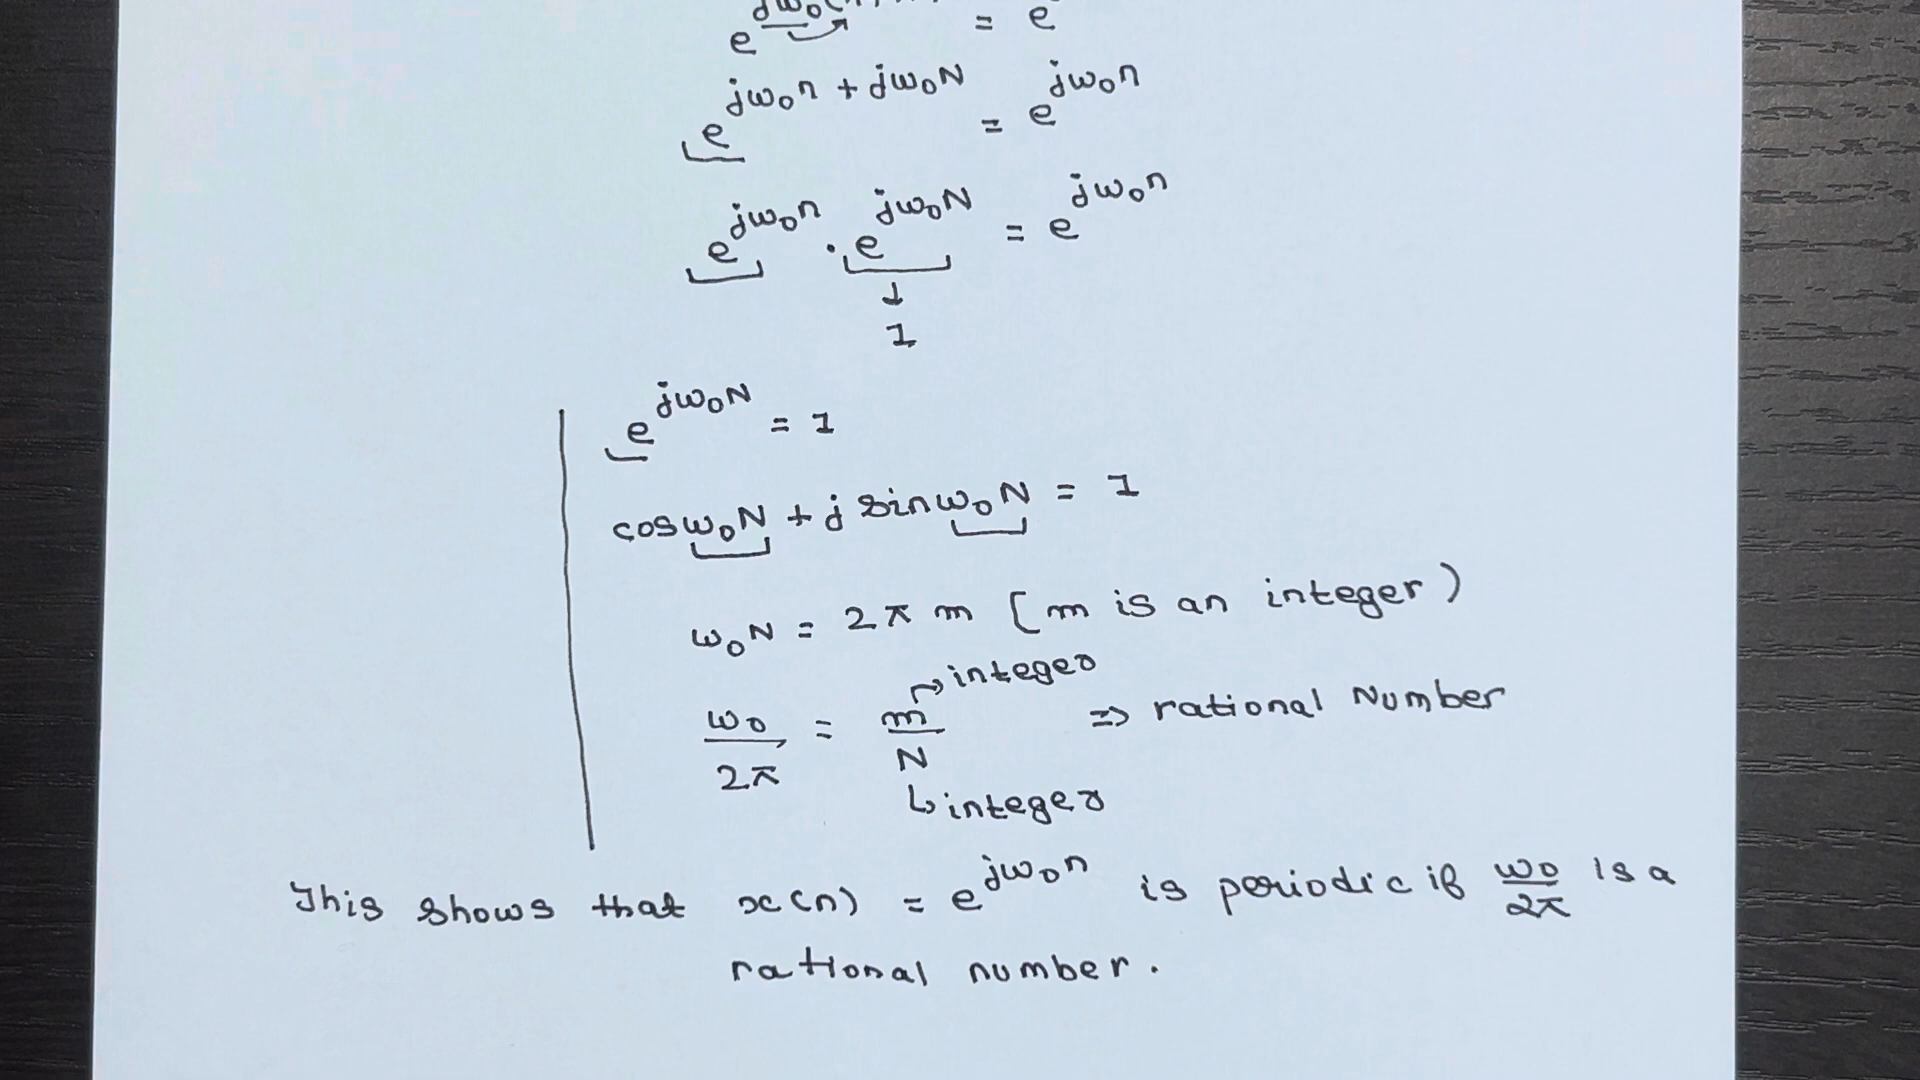 e = e
e^{jω₀n + jω₀N} = e^{jω₀n}
e^{jω₀n} . e^{jω₀N} = e^{jω₀n}
↓
1
e^{jω₀N} = 1
cosω₀N + j sinω₀N = 1
ω₀N = 2π m [m is an integer)
→ integer
ω₀/2π = m/N ⇒ rational Number
↳ integer
This shows that x(n) = e^{jω₀n} is periodic if ω₀/2π is a
rational number.